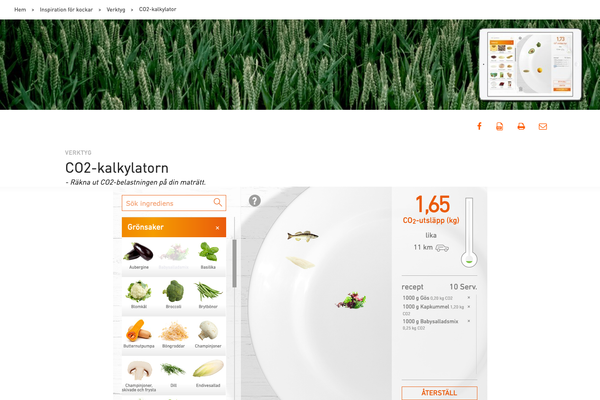 Hem • Inspiration för kockar • Verktyg • CO2-kalkylator
VERKTYG
CO2-kalkylatorn
- Räkna ut CO2-belastningen på din maträtt.
Sök ingrediens
Grönsaker ×
Aubergine
Basilika
Blomkål Broccoli Brytbönor
Butternutpumpa Böngroddar Champinjoner
Champinjoner, skivade och frysta
Dill Endivesallad
?
1,65
CO2-utsläpp (kg)
lika
11 km
recept 10 Serv.
1000 g Gös 0,20 kg CO2
1000 g Kapkummel
1000 g Babysalladsmix
0,25 kg CO2
ÅTERSTÄLL
1,73